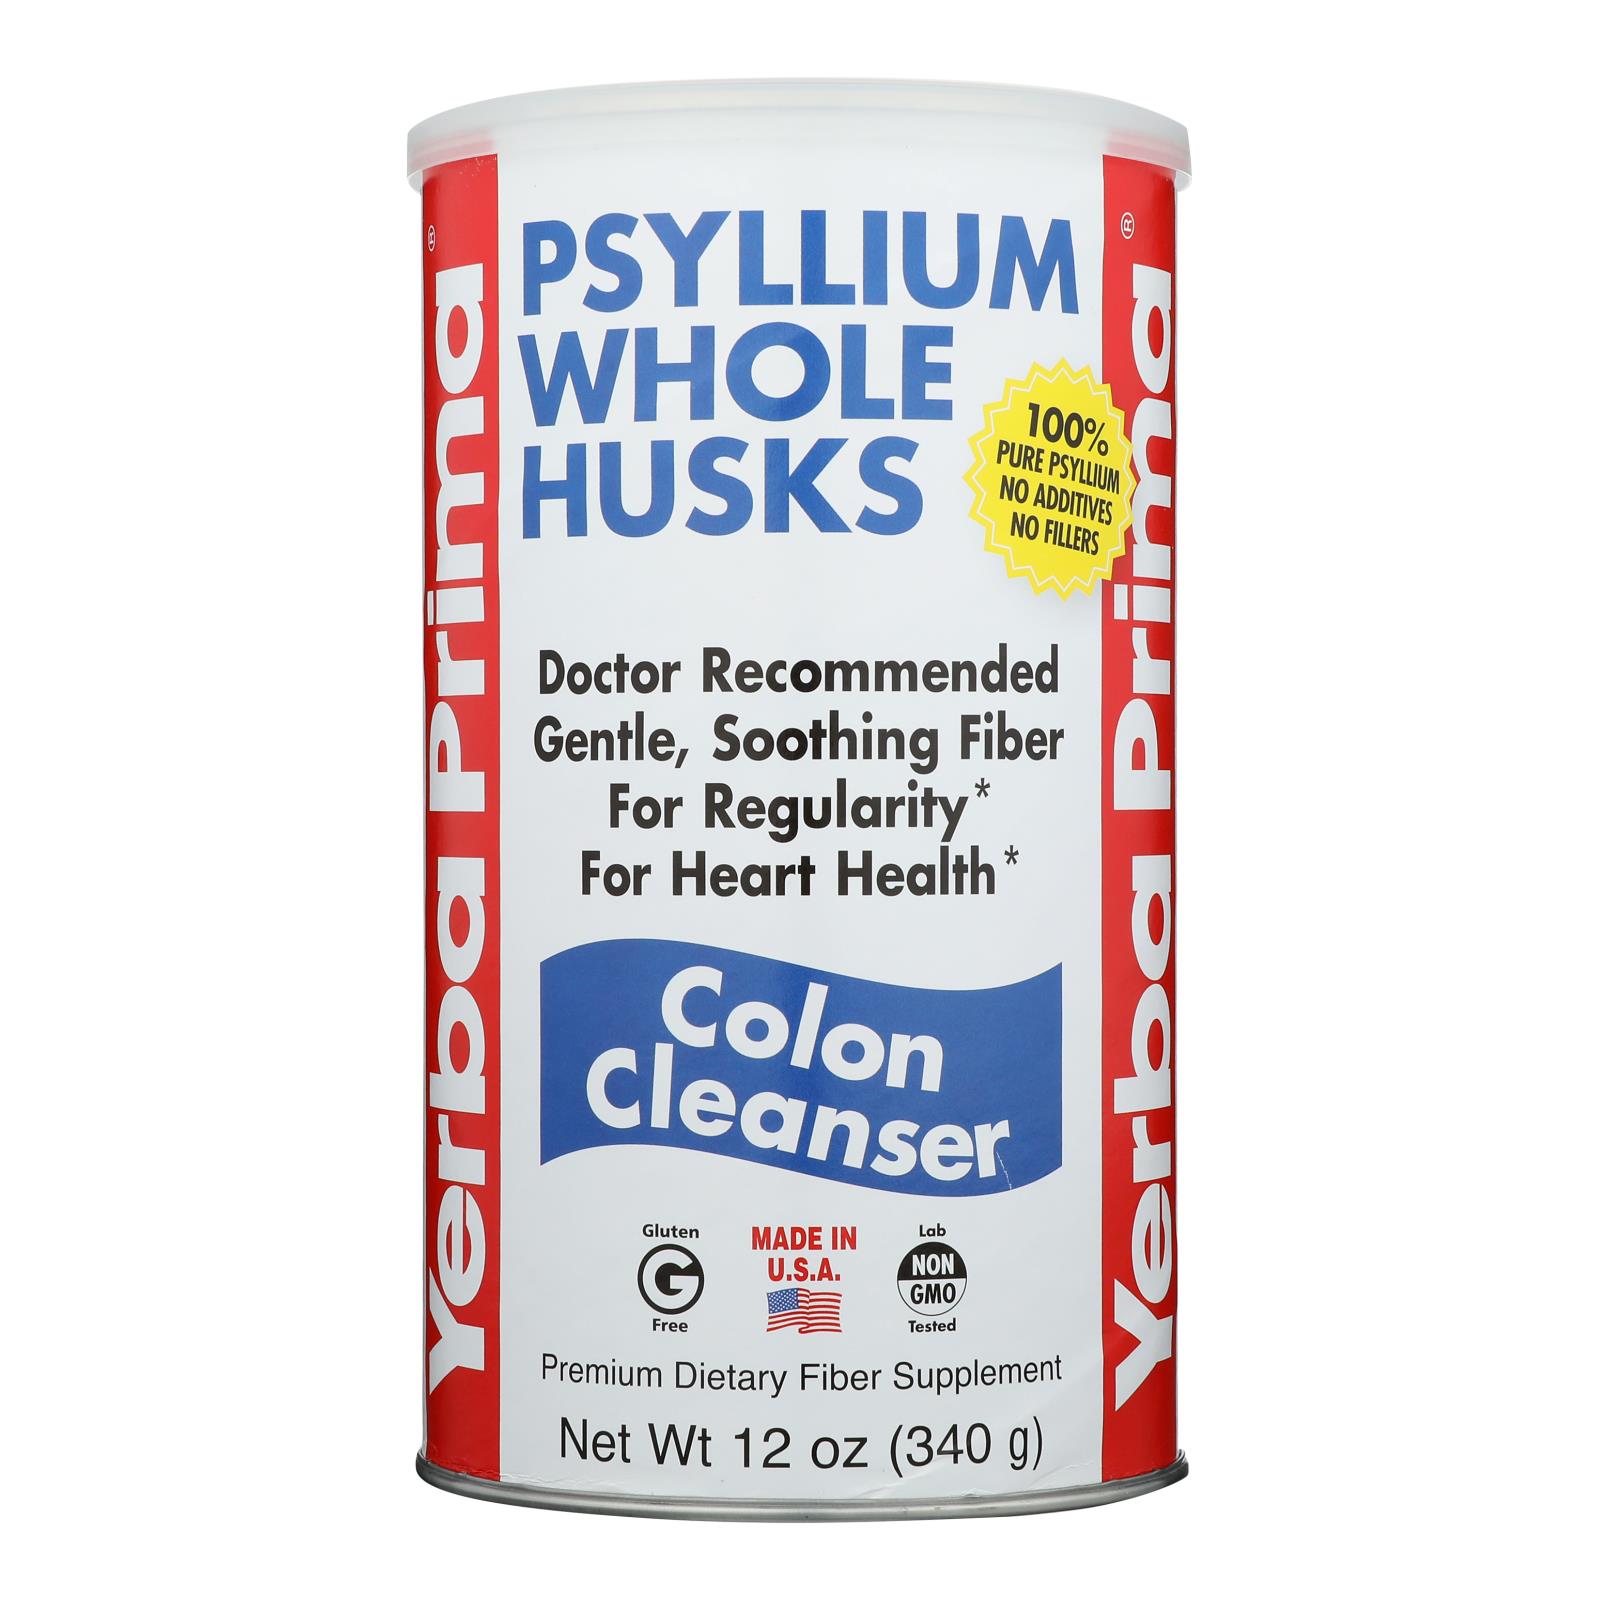 PSYLLIUM
WHOLE
HUSKS
100%
PURE PSYLLIUM
NO ADDITIVES
NO FILLERS
Doctor Recommended
Gentle, Soothing Fiber
For Regularity*
For Heart Health*
Colon
Cleanser
Gluten
G
Free
MADE IN
U.S.A.
Lab
NON
GMO
Tested
Premium Dietary Fiber Supplement
Net Wt 12 oz (340 g)
Yerba Prima®
Yerba Prima®